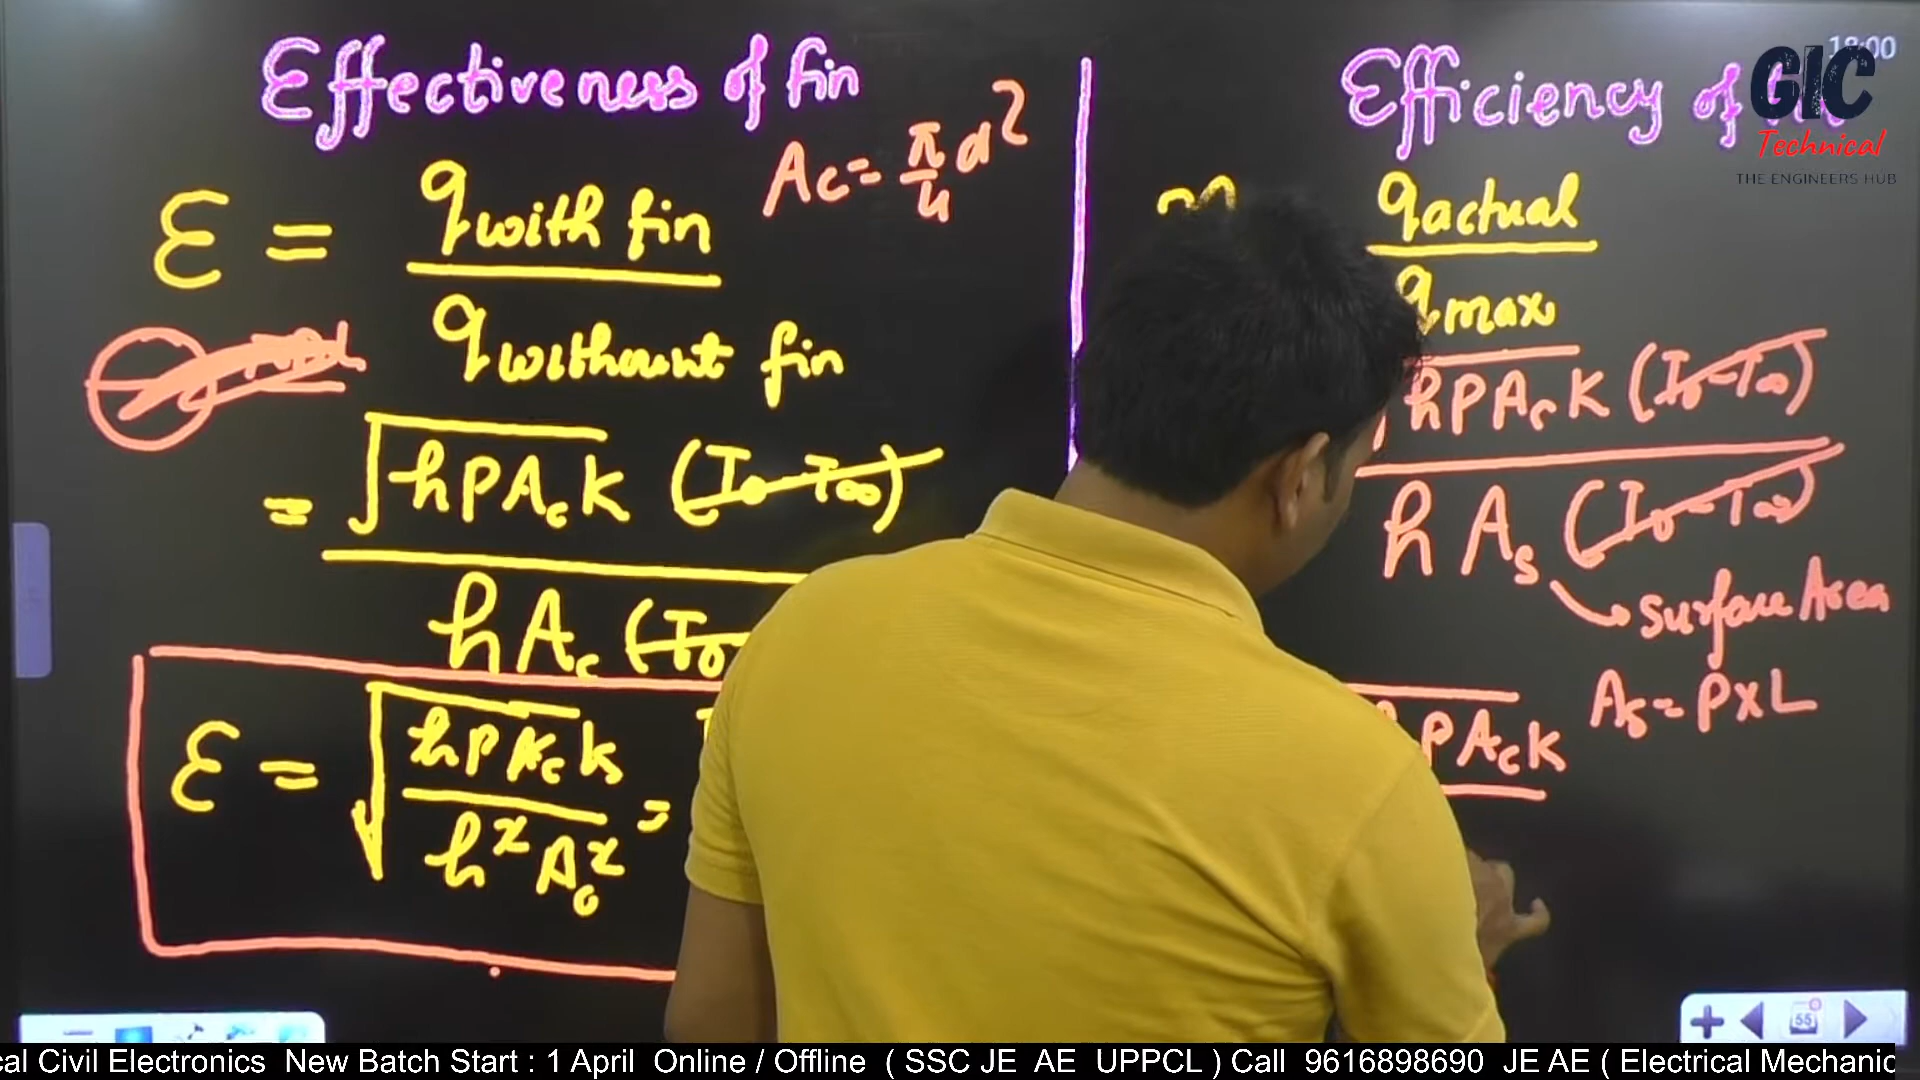 Effectiveness of fin
Ac = π/4 d²
ε = q with fin / q without fin
= √hPAcK (To-T∞)
hAc (To
ε = √ hPAcK / h²Ac² =
Efficiency of
η
q actual
q max
hPAcK (To-T∞)
h As (To-T∞)
surface Area
As = P×L
PAcK
18:00
GIC
Technical
THE ENGINEERS HUB
55
cal Civil Electronics New Batch Start : 1 April Online / Offline ( SSC JE AE UPPCL ) Call 9616898690 JE AE ( Electrical Mechanic